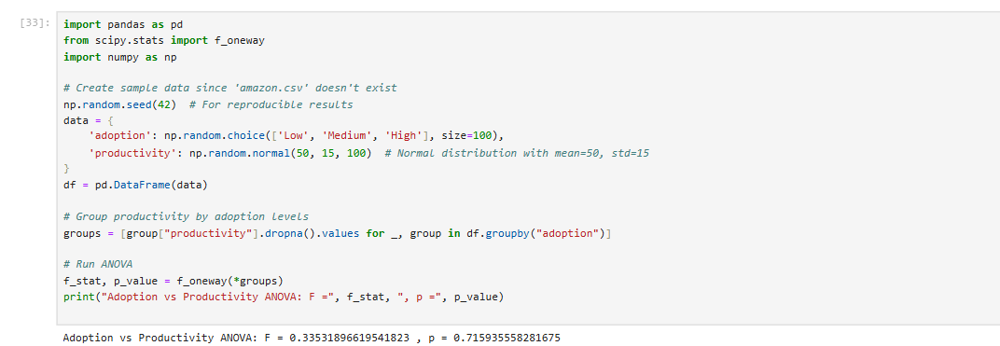 [33]:
import pandas as pd
from scipy.stats import f_oneway
import numpy as np
# Create sample data since 'amazon.csv' doesn't exist
np.random.seed(42)  # For reproducible results
data = {
    'adoption': np.random.choice(['Low', 'Medium', 'High'], size=100),
    'productivity': np.random.normal(50, 15, 100)  # Normal distribution with mean=50, std=15
}
df = pd.DataFrame(data)
# Group productivity by adoption levels
groups = [group["productivity"].dropna().values for _, group in df.groupby("adoption")]
# Run ANOVA
f_stat, p_value = f_oneway(*groups)
print("Adoption vs Productivity ANOVA: F =", f_stat, ", p =", p_value)
Adoption vs Productivity ANOVA: F = 0.33531896619541823 , p = 0.715935558281675